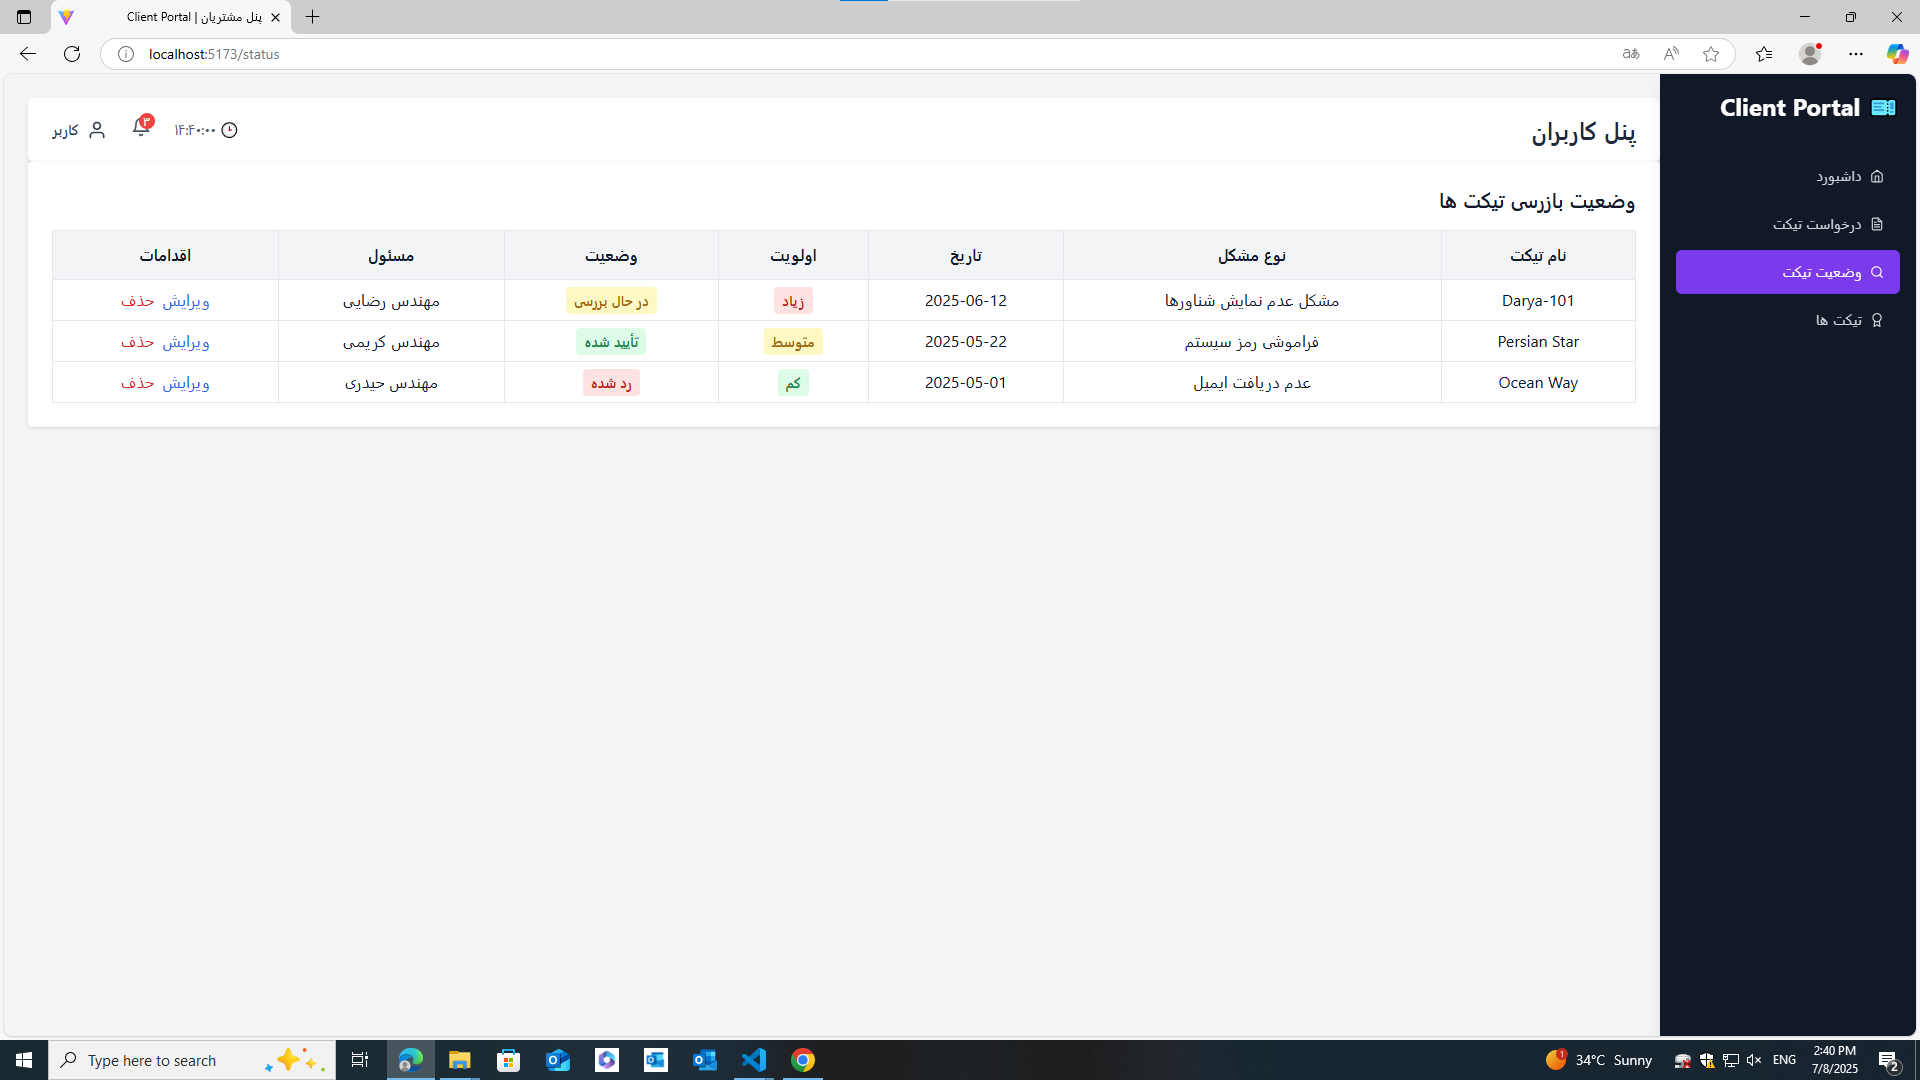 Client Portal | پنل مشتریان
localhost:5173/status
Client Portal
داشبورد
درخواست تیکت
وضعیت تیکت
تیکت ها
پنل کاربران
۱۴:۴۰:۰۰
۳
کاربر
وضعیت بازرسی تیکت ها
نام تیکت نوع مشکل تاریخ اولویت وضعیت مسئول اقدامات
Darya-101 مشکل عدم نمایش شناورها 2025-06-12 زیاد در حال بررسی مهندس رضایی ویرایش حذف
Persian Star فراموشی رمز سیستم 2025-05-22 متوسط تأیید شده مهندس کریمی ویرایش حذف
Ocean Way عدم دریافت ایمیل 2025-05-01 کم رد شده مهندس حیدری ویرایش حذف
Type here to search
1
34°C Sunny
ENG
2:40 PM
7/8/2025
2